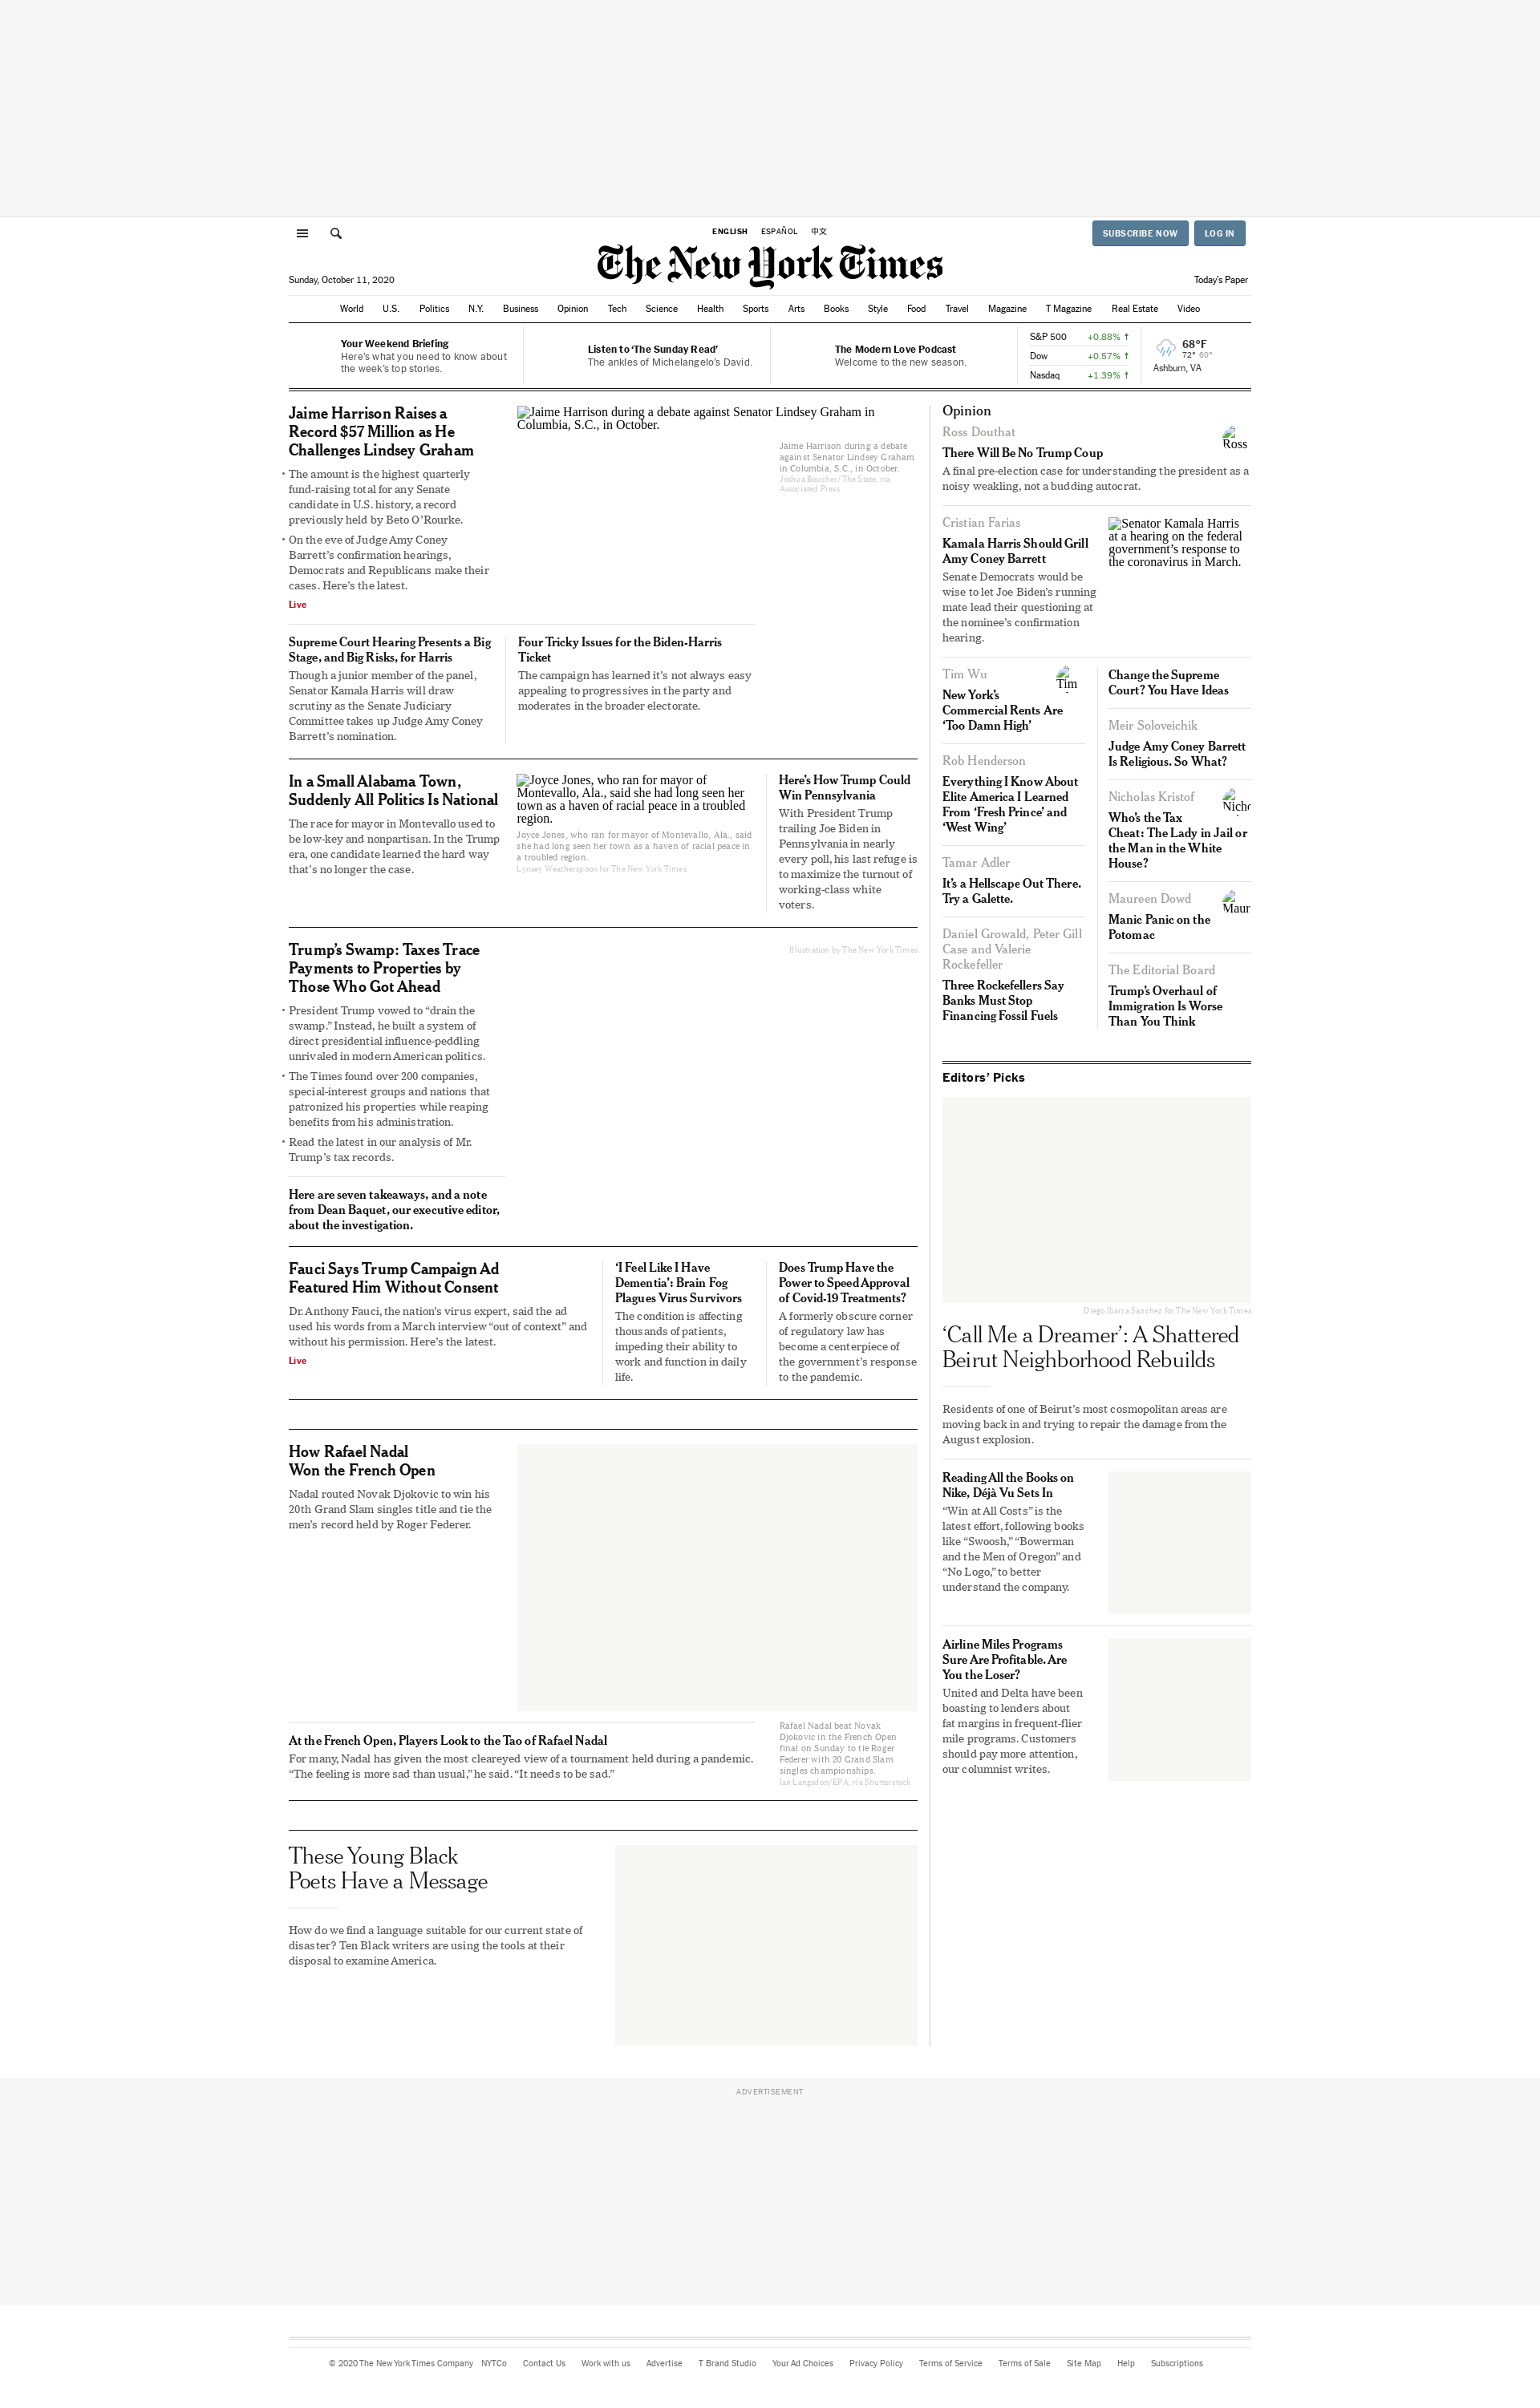 ENGLISH ESPAÑOL 中文
SUBSCRIBE NOW LOG IN
The New York Times
Sunday, October 11, 2020
Today's Paper
World U.S. Politics N.Y. Business Opinion Tech Science Health Sports Arts Books Style Food Travel Magazine T Magazine Real Estate Video
Your Weekend Briefing
Here's what you need to know about
the week's top stories.
Listen to ‘The Sunday Read’
The ankles of Michelangelo's David.
The Modern Love Podcast
Welcome to the new season.
S&P 500 +0.88%
Dow +0.57%
Nasdaq +1.39%
68°F
72° 60°
Ashburn, VA
Jaime Harrison Raises a
Record $57 Million as He
Challenges Lindsey Graham
• The amount is the highest quarterly
fund-raising total for any Senate
candidate in U.S. history, a record
previously held by Beto O’Rourke.
• On the eve of Judge Amy Coney
Barrett’s confirmation hearings,
Democrats and Republicans make their
cases. Here’s the latest.
Live
Jaime Harrison during a debate against Senator Lindsey Graham in
Columbia, S.C., in October.
Jaime Harrison during a debate
against Senator Lindsey Graham
in Columbia, S.C., in October.
Joshua Boucher/The State, via
Associated Press
Supreme Court Hearing Presents a Big
Stage, and Big Risks, for Harris
Though a junior member of the panel,
Senator Kamala Harris will draw
scrutiny as the Senate Judiciary
Committee takes up Judge Amy Coney
Barrett’s nomination.
Four Tricky Issues for the Biden-Harris
Ticket
The campaign has learned it’s not always easy
appealing to progressives in the party and
moderates in the broader electorate.
In a Small Alabama Town,
Suddenly All Politics Is National
The race for mayor in Montevallo used to
be low-key and nonpartisan. In the Trump
era, one candidate learned the hard way
that’s no longer the case.
Joyce Jones, who ran for mayor of
Montevallo, Ala., said she had long seen her
town as a haven of racial peace in a troubled
region.
Joyce Jones, who ran for mayor of Montevallo, Ala., said
she had long seen her town as a haven of racial peace in
a troubled region.
Lynsey Weatherspoon for The New York Times
Here’s How Trump Could
Win Pennsylvania
With President Trump
trailing Joe Biden in
Pennsylvania in nearly
every poll, his last refuge is
to maximize the turnout of
working-class white
voters.
Trump’s Swamp: Taxes Trace
Payments to Properties by
Those Who Got Ahead
• President Trump vowed to “drain the
swamp.” Instead, he built a system of
direct presidential influence-peddling
unrivaled in modern American politics.
• The Times found over 200 companies,
special-interest groups and nations that
patronized his properties while reaping
benefits from his administration.
• Read the latest in our analysis of Mr.
Trump’s tax records.
Illustration by The New York Times
Here are seven takeaways, and a note
from Dean Baquet, our executive editor,
about the investigation.
Fauci Says Trump Campaign Ad
Featured Him Without Consent
Dr. Anthony Fauci, the nation’s virus expert, said the ad
used his words from a March interview “out of context” and
without his permission. Here’s the latest.
Live
‘I Feel Like I Have
Dementia’: Brain Fog
Plagues Virus Survivors
The condition is affecting
thousands of patients,
impeding their ability to
work and function in daily
life.
Does Trump Have the
Power to Speed Approval
of Covid-19 Treatments?
A formerly obscure corner
of regulatory law has
become a centerpiece of
the government’s response
to the pandemic.
How Rafael Nadal
Won the French Open
Nadal routed Novak Djokovic to win his
20th Grand Slam singles title and tie the
men’s record held by Roger Federer.
At the French Open, Players Look to the Tao of Rafael Nadal
For many, Nadal has given the most cleareyed view of a tournament held during a pandemic.
“The feeling is more sad than usual,” he said. “It needs to be sad.”
Rafael Nadal beat Novak
Djokovic in the French Open
final on Sunday to tie Roger
Federer with 20 Grand Slam
singles championships.
Ian Langsdon/EPA, via Shutterstock
These Young Black
Poets Have a Message
How do we find a language suitable for our current state of
disaster? Ten Black writers are using the tools at their
disposal to examine America.
Opinion
Ross Douthat
Ross
There Will Be No Trump Coup
A final pre-election case for understanding the president as a
noisy weakling, not a budding autocrat.
Cristian Farias
Kamala Harris Should Grill
Amy Coney Barrett
Senate Democrats would be
wise to let Joe Biden’s running
mate lead their questioning at
the nominee’s confirmation
hearing.
Senator Kamala Harris
at a hearing on the federal
government’s response to
the coronavirus in March.
Tim Wu
Tim
New York’s
Commercial Rents Are
‘Too Damn High’
Rob Henderson
Everything I Know About
Elite America I Learned
From ‘Fresh Prince’ and
‘West Wing’
Tamar Adler
It’s a Hellscape Out There.
Try a Galette.
Daniel Growald, Peter Gill
Case and Valerie
Rockefeller
Three Rockefellers Say
Banks Must Stop
Financing Fossil Fuels
Change the Supreme
Court? You Have Ideas
Meir Soloveichik
Judge Amy Coney Barrett
Is Religious. So What?
Nicholas Kristof
Nicho
Who’s the Tax
Cheat: The Lady in Jail or
the Man in the White
House?
Maureen Dowd
Maur
Manic Panic on the
Potomac
The Editorial Board
Trump’s Overhaul of
Immigration Is Worse
Than You Think
Editors’ Picks
Diego Ibarra Sanchez for The New York Times
‘Call Me a Dreamer’: A Shattered
Beirut Neighborhood Rebuilds
Residents of one of Beirut’s most cosmopolitan areas are
moving back in and trying to repair the damage from the
August explosion.
Reading All the Books on
Nike, Déjà Vu Sets In
“Win at All Costs” is the
latest effort, following books
like “Swoosh,” “Bowerman
and the Men of Oregon” and
“No Logo,” to better
understand the company.
Airline Miles Programs
Sure Are Profitable. Are
You the Loser?
United and Delta have been
boasting to lenders about
fat margins in frequent-flier
mile programs. Customers
should pay more attention,
our columnist writes.
ADVERTISEMENT
© 2020 The New York Times Company NYTCo Contact Us Work with us Advertise T Brand Studio Your Ad Choices Privacy Policy Terms of Service Terms of Sale Site Map Help Subscriptions